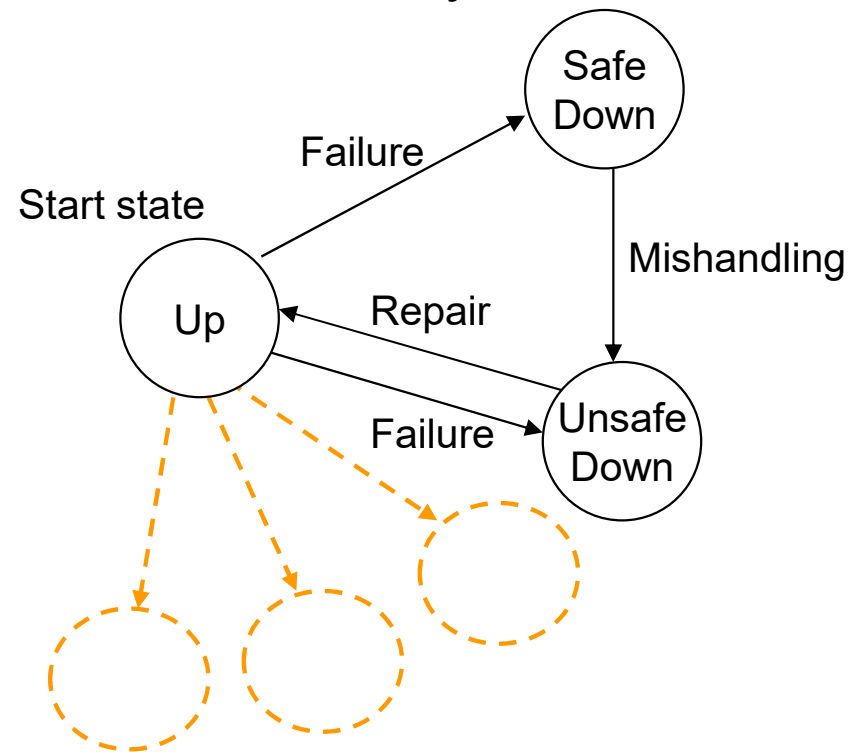 Safe
Down
Failure
Start state
Mishandling
Repair
Up
Unsafe
Failure
Down